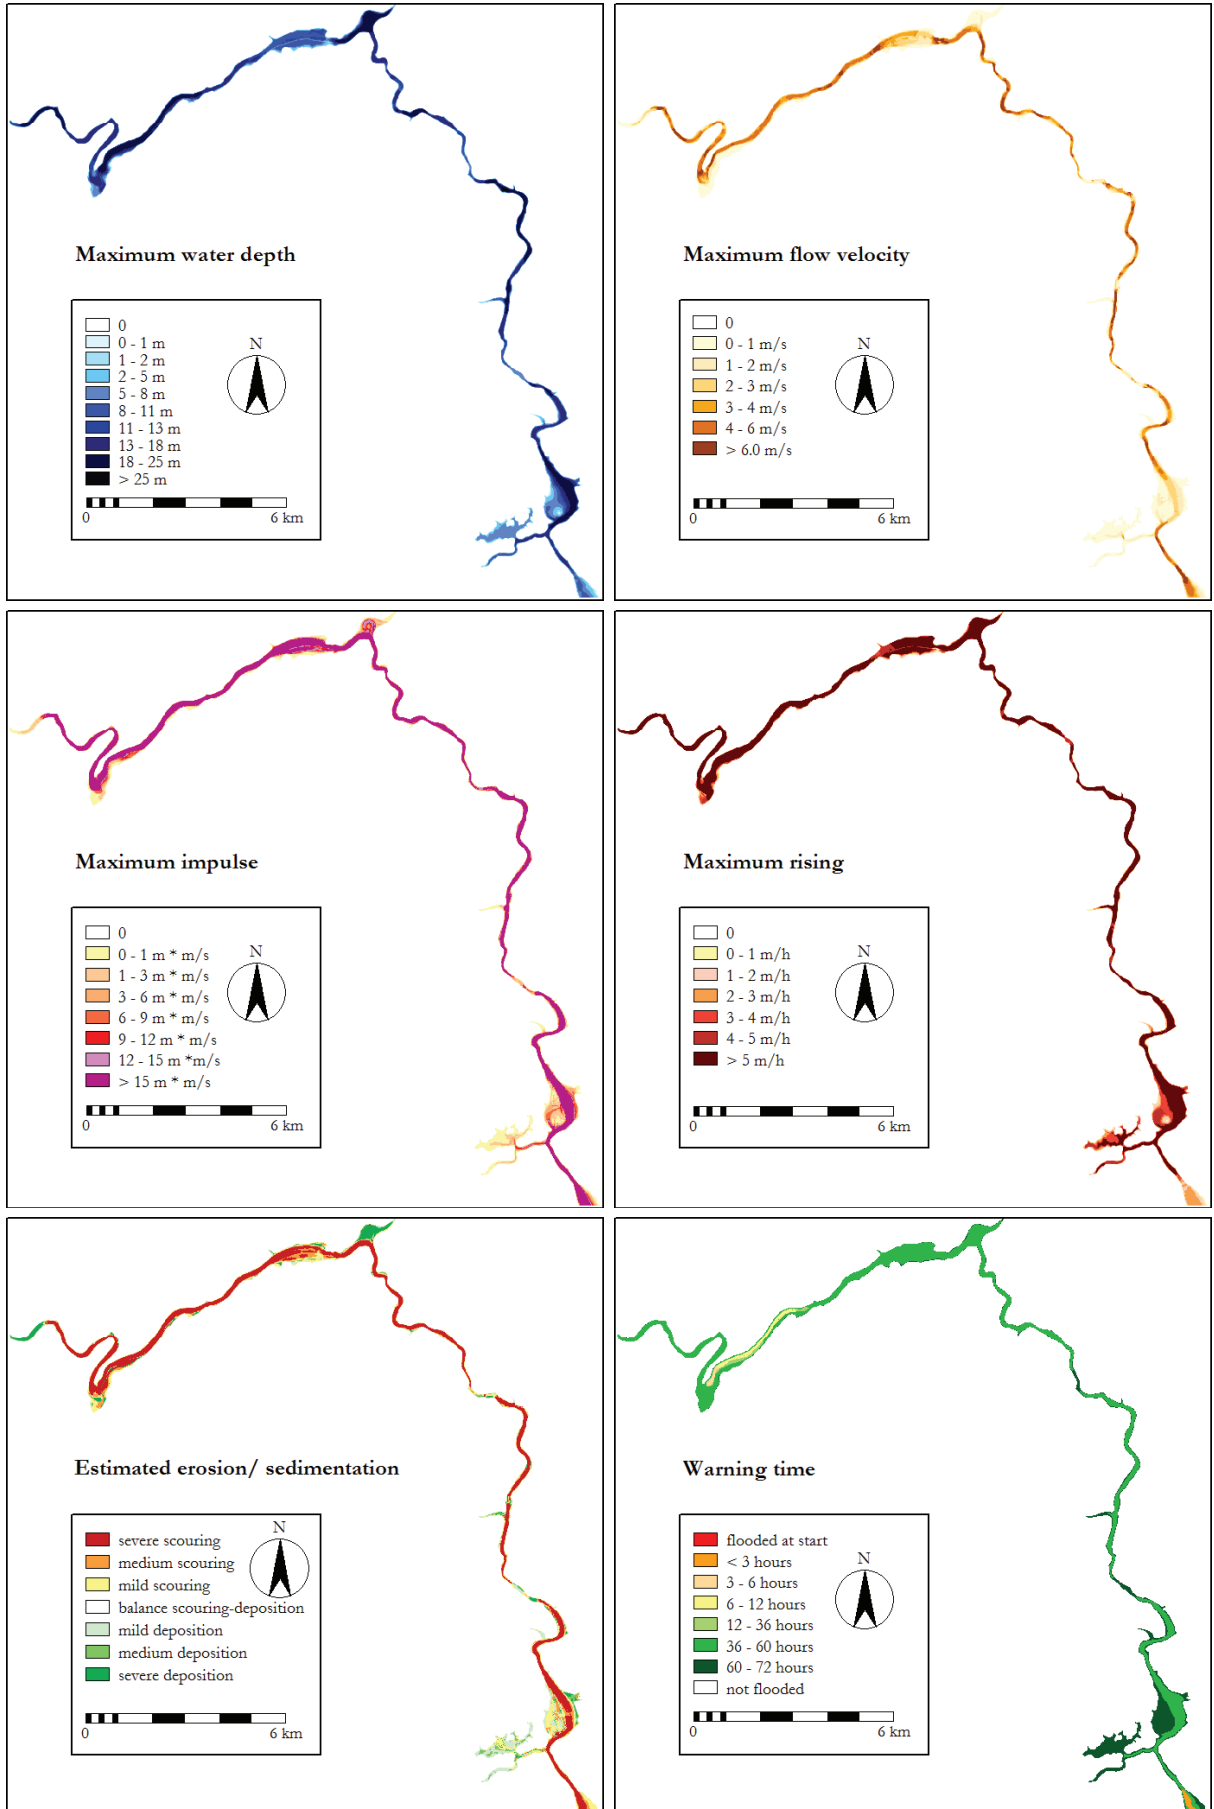 Maximum water depth
N
0
0 - 1 m
1 - 2 m
2 - 5 m
5 - 8 m
8 - 11 m
11 - 13 m
13 - 18 m
18 - 25 m
> 25 m
0 6 km
Maximum flow velocity
N
0
0 - 1 m/s
1 - 2 m/s
2 - 3 m/s
3 - 4 m/s
4 - 6 m/s
> 6.0 m/s
0 6 km
Maximum impulse
N
0
0 - 1 m * m/s
1 - 3 m * m/s
3 - 6 m * m/s
6 - 9 m * m/s
9 - 12 m * m/s
12 - 15 m *m/s
> 15 m * m/s
0 6 km
Maximum rising
N
0
0 - 1 m/h
1 - 2 m/h
2 - 3 m/h
3 - 4 m/h
4 - 5 m/h
> 5 m/h
0 6 km
Estimated erosion/ sedimentation
N
severe scouring
medium scouring
mild scouring
balance scouring-deposition
mild deposition
medium deposition
severe deposition
0 6 km
Warning time
N
flooded at start
< 3 hours
3 - 6 hours
6 - 12 hours
12 - 36 hours
36 - 60 hours
60 - 72 hours
not flooded
0 6 km